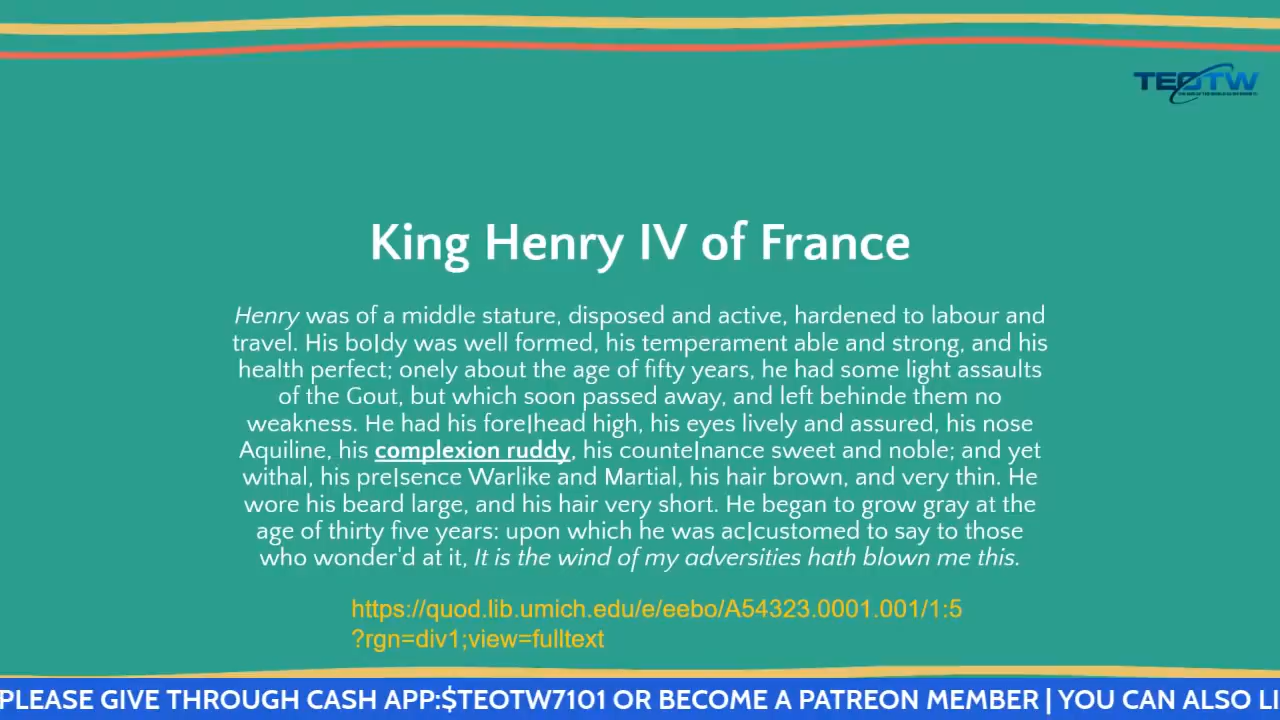 TEOTW
King Henry IV of France
Henry was of a middle stature, disposed and active, hardened to labour and
travel. His bo|dy was well formed, his temperament able and strong, and his
health perfect; onely about the age of fifty years, he had some light assaults
of the Gout, but which soon passed away, and left behinde them no
weakness. He had his fore|head high, his eyes lively and assured, his nose
Aquiline, his complexion ruddy, his counte|nance sweet and noble; and yet
withal, his pre|sence Warlike and Martial, his hair brown, and very thin. He
wore his beard large, and his hair very short. He began to grow gray at the
age of thirty five years: upon which he was ac|customed to say to those
who wonder'd at it, It is the wind of my adversities hath blown me this.
https://quod.lib.umich.edu/e/eebo/A54323.0001.001/1:5
?rgn=div1;view=fulltext
PLEASE GIVE THROUGH CASH APP:$TEOTW7101 OR BECOME A PATREON MEMBER | YOU CAN ALSO LI